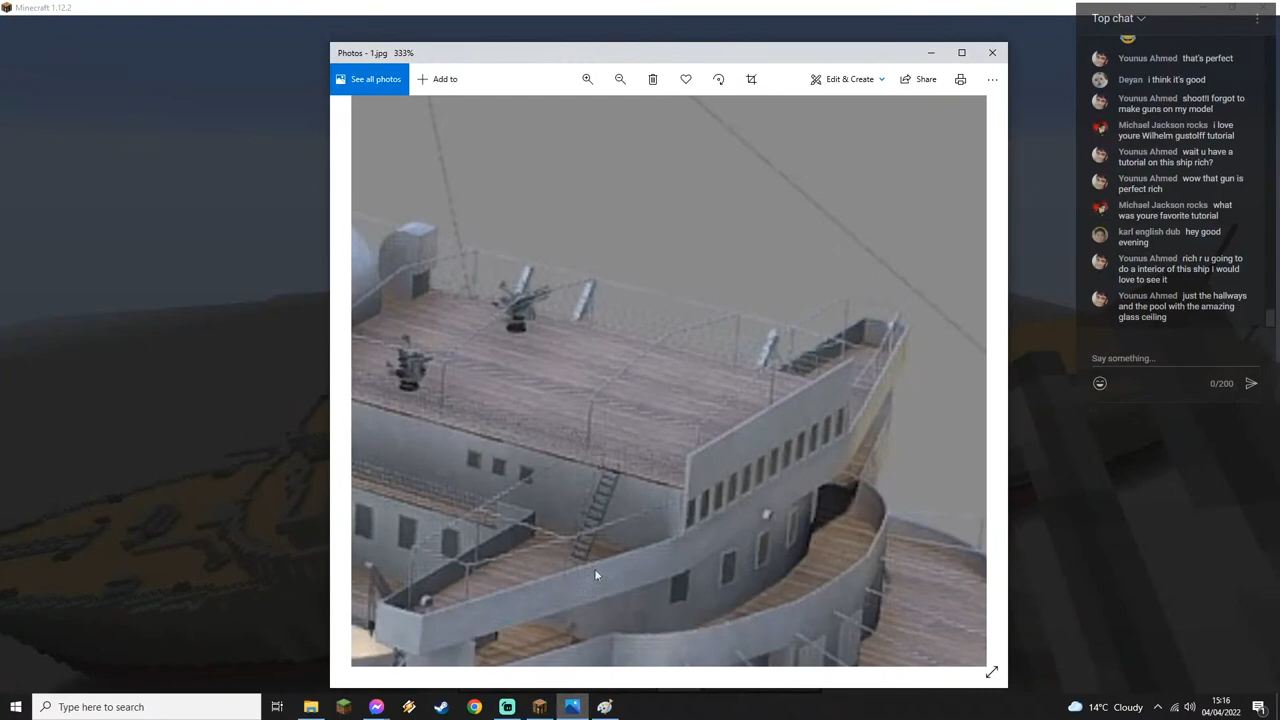 Minecraft 1.12.2
Top chat
Photos - 1.jpg 333%
See all photos
Add to
Edit & Create
Share
Younus Ahmed that's perfect
Deyan i think it's good
Younus Ahmed shoot!I forgot to
make guns on my model
Michael Jackson rocks i love
youre Wilhelm gustolff tutorial
Younus Ahmed wait u have a
tutorial on this ship rich?
Younus Ahmed wow that gun is
perfect rich
Michael Jackson rocks what
was youre favorite tutorial
karl english dub hey good
evening
Younus Ahmed rich r u going to
do a interior of this ship I would
love to see it
Younus Ahmed just the hallways
and the pool with the amazing
glass ceiling
Say something...
0/200
Type here to search
14°C Cloudy
15:16
04/04/2022
1